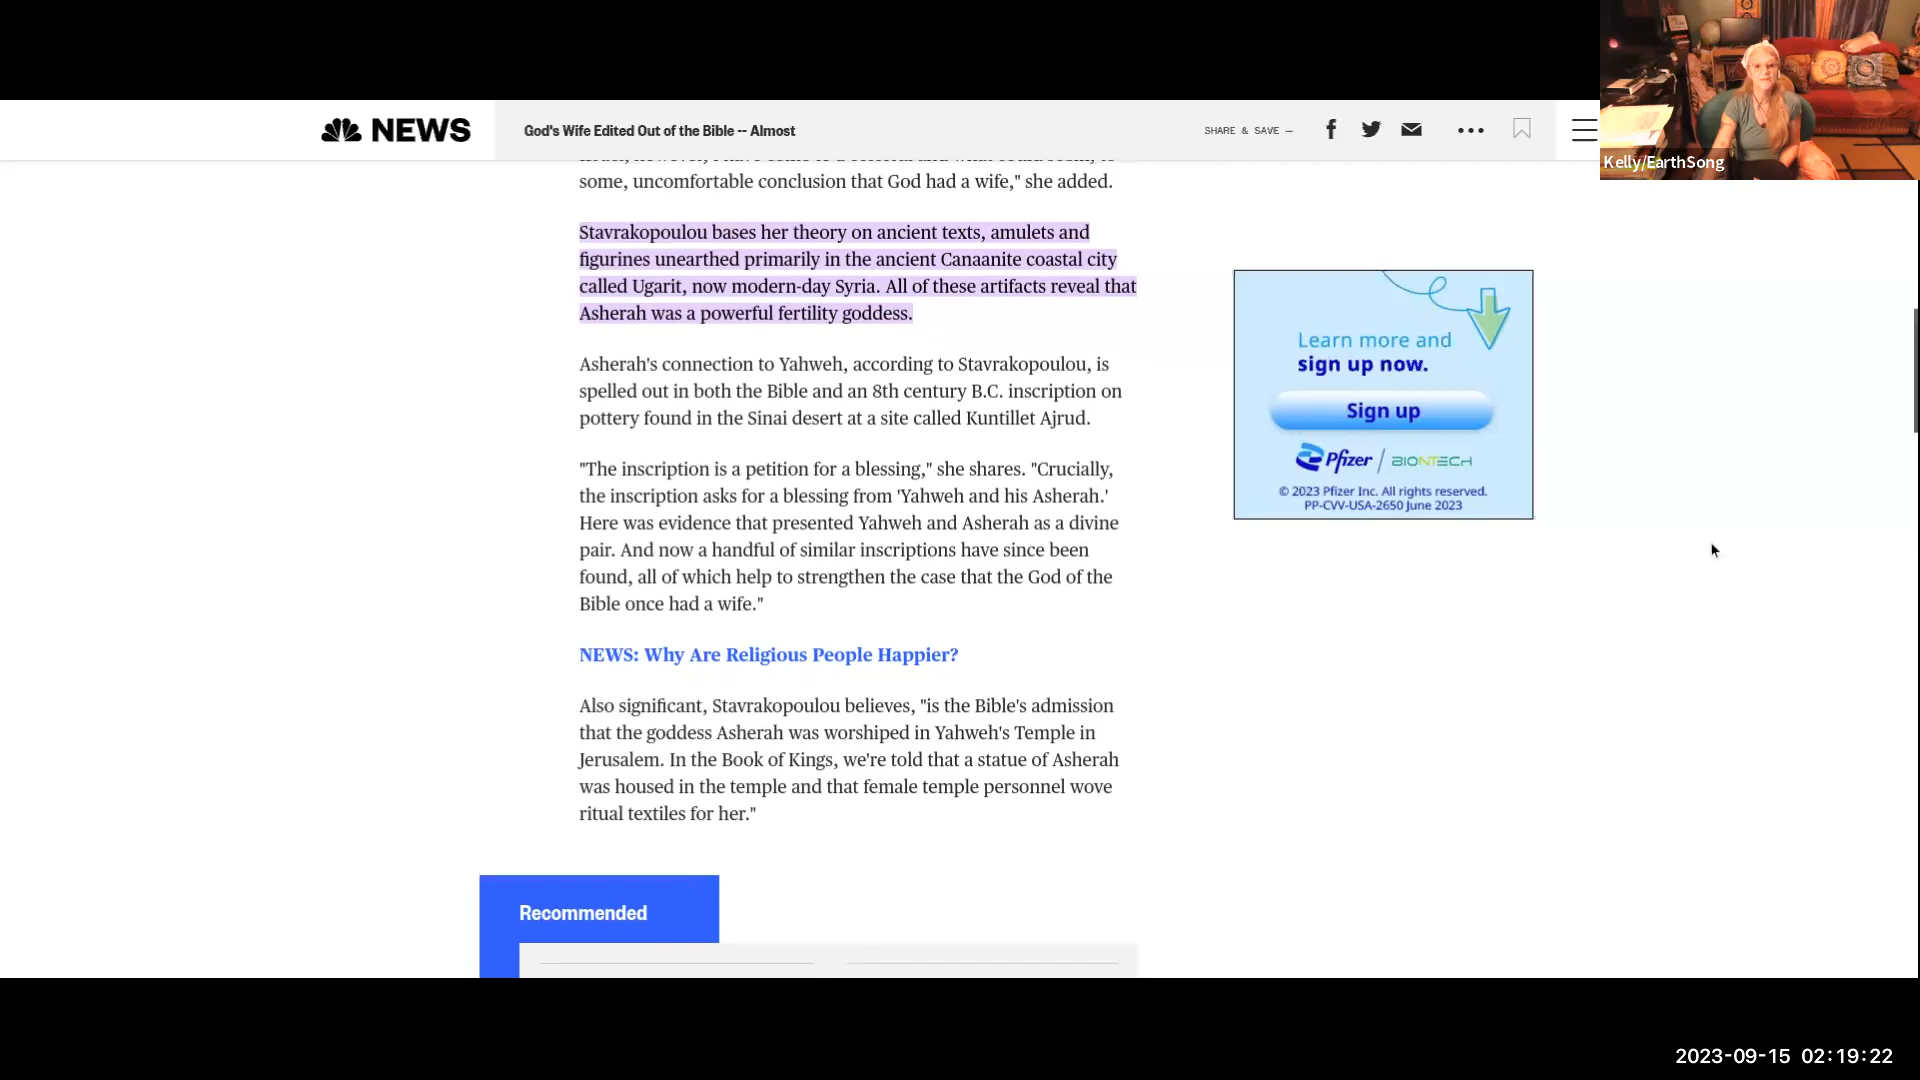 NEWS
God's Wife Edited Out of the Bible -- Almost
SHARE & SAVE —
Kelly/EarthSong
some, uncomfortable conclusion that God had a wife," she added.
Stavrakopoulou bases her theory on ancient texts, amulets and
figurines unearthed primarily in the ancient Canaanite coastal city
called Ugarit, now modern-day Syria. All of these artifacts reveal that
Asherah was a powerful fertility goddess.
Asherah's connection to Yahweh, according to Stavrakopoulou, is
spelled out in both the Bible and an 8th century B.C. inscription on
pottery found in the Sinai desert at a site called Kuntillet Ajrud.
"The inscription is a petition for a blessing," she shares. "Crucially,
the inscription asks for a blessing from 'Yahweh and his Asherah.'
Here was evidence that presented Yahweh and Asherah as a divine
pair. And now a handful of similar inscriptions have since been
found, all of which help to strengthen the case that the God of the
Bible once had a wife."
NEWS: Why Are Religious People Happier?
Also significant, Stavrakopoulou believes, "is the Bible's admission
that the goddess Asherah was worshiped in Yahweh's Temple in
Jerusalem. In the Book of Kings, we're told that a statue of Asherah
was housed in the temple and that female temple personnel wove
ritual textiles for her."
Learn more and
sign up now.
Sign up
Pfizer / BIONTECH
© 2023 Pfizer Inc. All rights reserved.
PP-CVV-USA-2650 June 2023
Recommended
2023-09-15 02:19:22